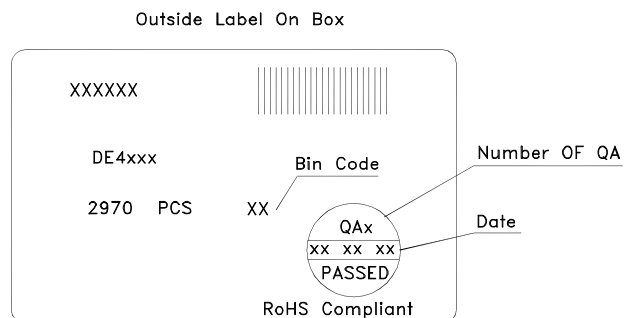 Outside Label On Box
XXXXXX
DE4xxx
Bin Code
Number OF QA
2970 PCS XX
QAx
Date
xx xx xx
PASSED
RoHS Compliant